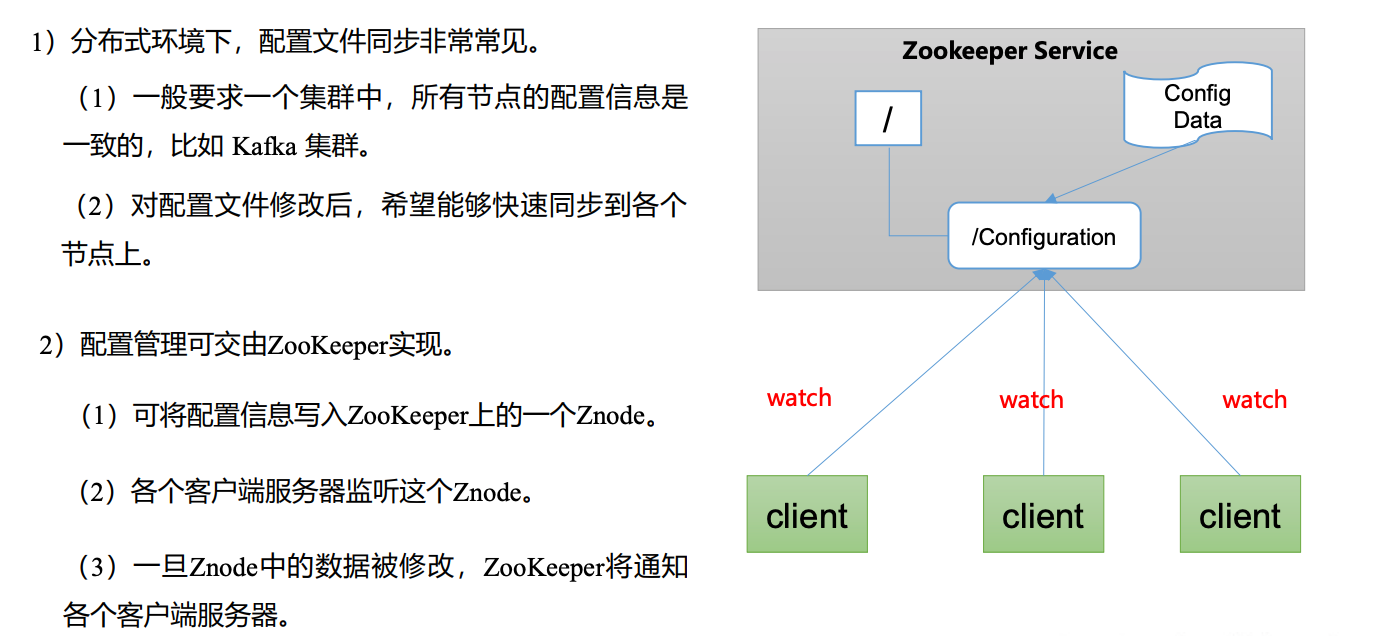 1）分布式环境下，配置文件同步非常常见。
（1）一般要求一个集群中，所有节点的配置信息是
一致的，比如 Kafka 集群。
（2）对配置文件修改后，希望能够快速同步到各个
节点上。
2）配置管理可交由ZooKeeper实现。
（1）可将配置信息写入ZooKeeper上的一个Znode。
（2）各个客户端服务器监听这个Znode。
（3）一旦Znode中的数据被修改，ZooKeeper将通知
各个客户端服务器。
Zookeeper Service
/
Config
Data
/Configuration
watch
watch
watch
client
client
client